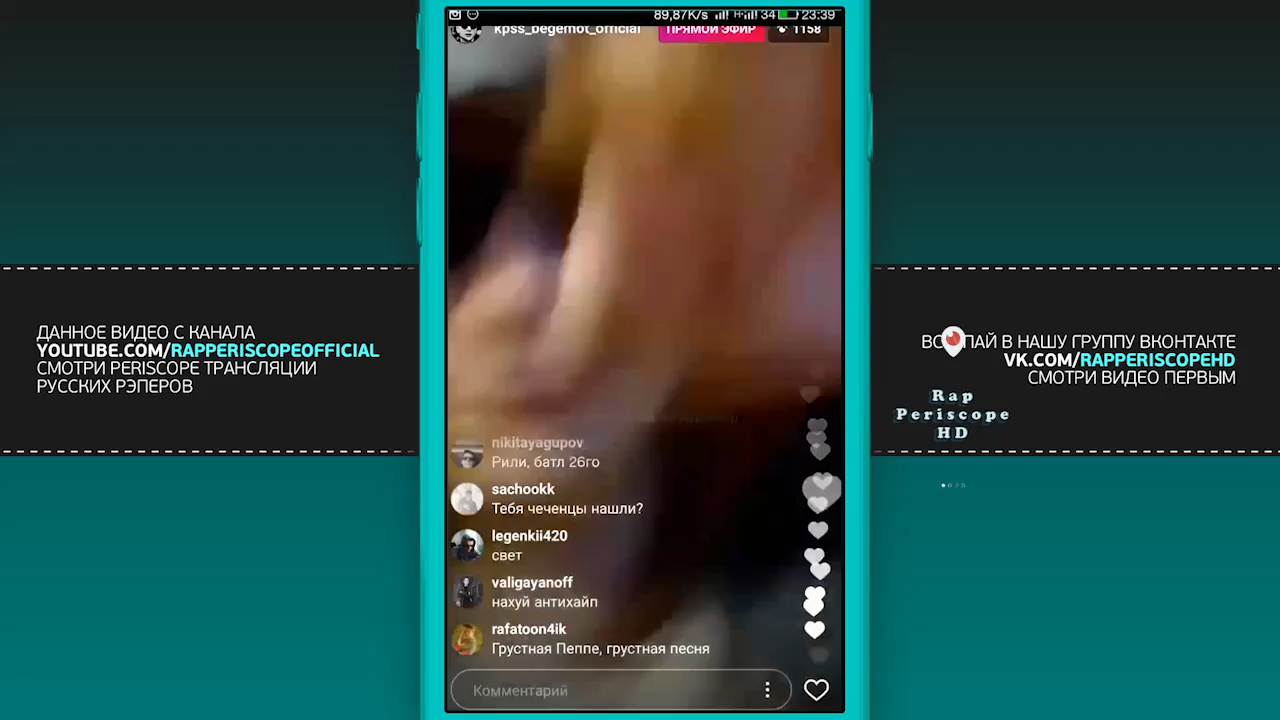 89,87K/s
34
23:39
kpss_begemot_official
ПРЯМОЙ ЭФИР
1158
ДАННОЕ ВИДЕО С КАНАЛА
YOUTUBE.COM/RAPPERISCOPEOFFICIAL
СМОТРИ PERISCOPE ТРАНСЛЯЦИИ
РУССКИХ РЭПЕРОВ
В НАШУ ГРУППУ ВКОНТАКТЕ
VK.COM/RAPPERISCOPEHD
СМОТРИ ВИДЕО ПЕРВЫМ
Rap
Periscope
HD
nikitayagupov
Рили, батл 26го
sachookk
Тебя чеченцы нашли?
legenkii420
свет
valigayanoff
нахуй антихайп
rafatoon4ik
Грустная Пеппе, грустная песня
Комментарий